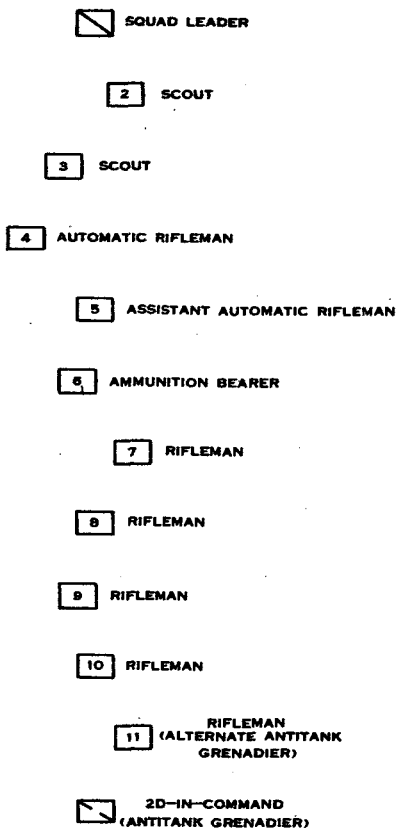 SQUAD LEADER
2 SCOUT
3 SCOUT
4 AUTOMATIC RIFLEMAN
5 ASSISTANT AUTOMATIC RIFLEMAN
6 AMMUNITION BEARER
7 RIFLEMAN
8 RIFLEMAN
9 RIFLEMAN
10 RIFLEMAN
RIFLEMAN
11 (ALTERNATE ANTITANK
GRENADIER)
2D-IN-COMMAND
(ANTITANK GRENADIER)